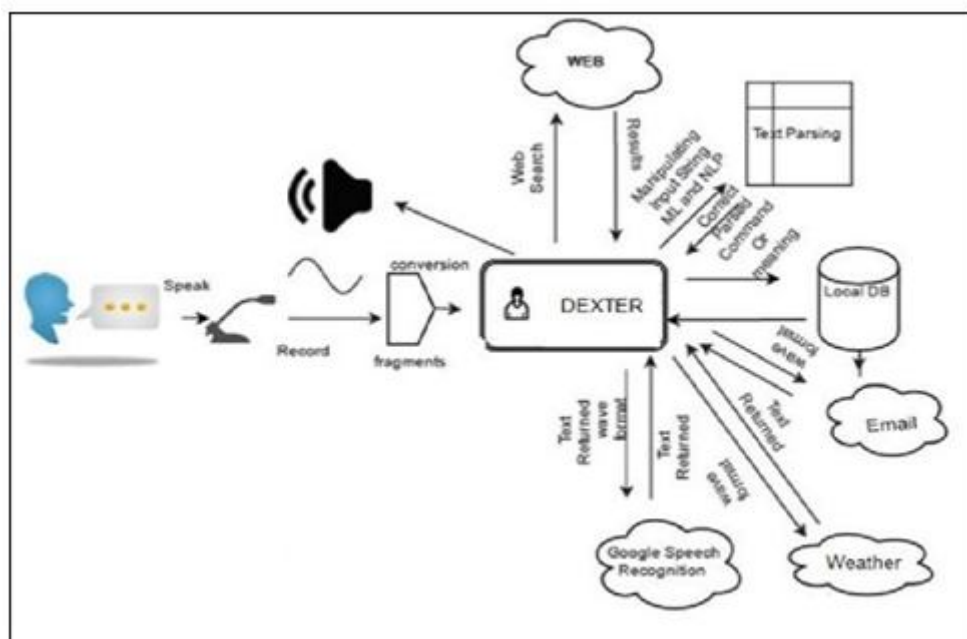 WEB
Web
Search
Results
Manipulating
Input String
ML and NLP
Text Parsing
Correct
Parsed
Command
Or
meaning
Speak
conversion
DEXTER
Local DB
Record
fragments
wave
format
Email
Text
Returned
Text
Returned
wave
format
Text
Returned
wave
format
Google Speech
Recognition
Weather